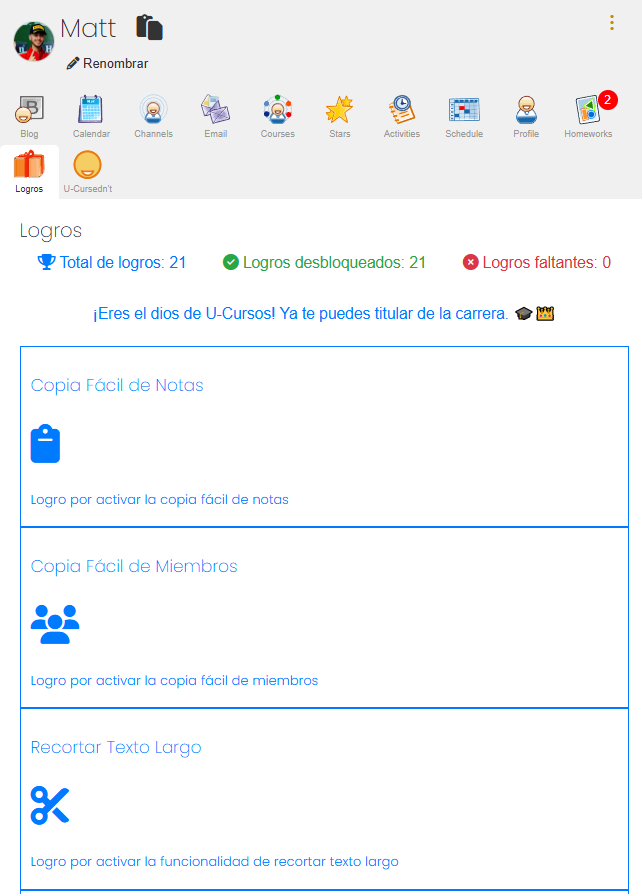 Matt
Renombrar
Blog Calendar Channels Email Courses Stars Activities Schedule Profile Homeworks 2
Logros U-Cursedn't
Logros
Total de logros: 21 Logros desbloqueados: 21 Logros faltantes: 0
¡Eres el dios de U-Cursos! Ya te puedes titular de la carrera.
Copia Fácil de Notas
Logro por activar la copia fácil de notas
Copia Fácil de Miembros
Logro por activar la copia fácil de miembros
Recortar Texto Largo
Logro por activar la funcionalidad de recortar texto largo